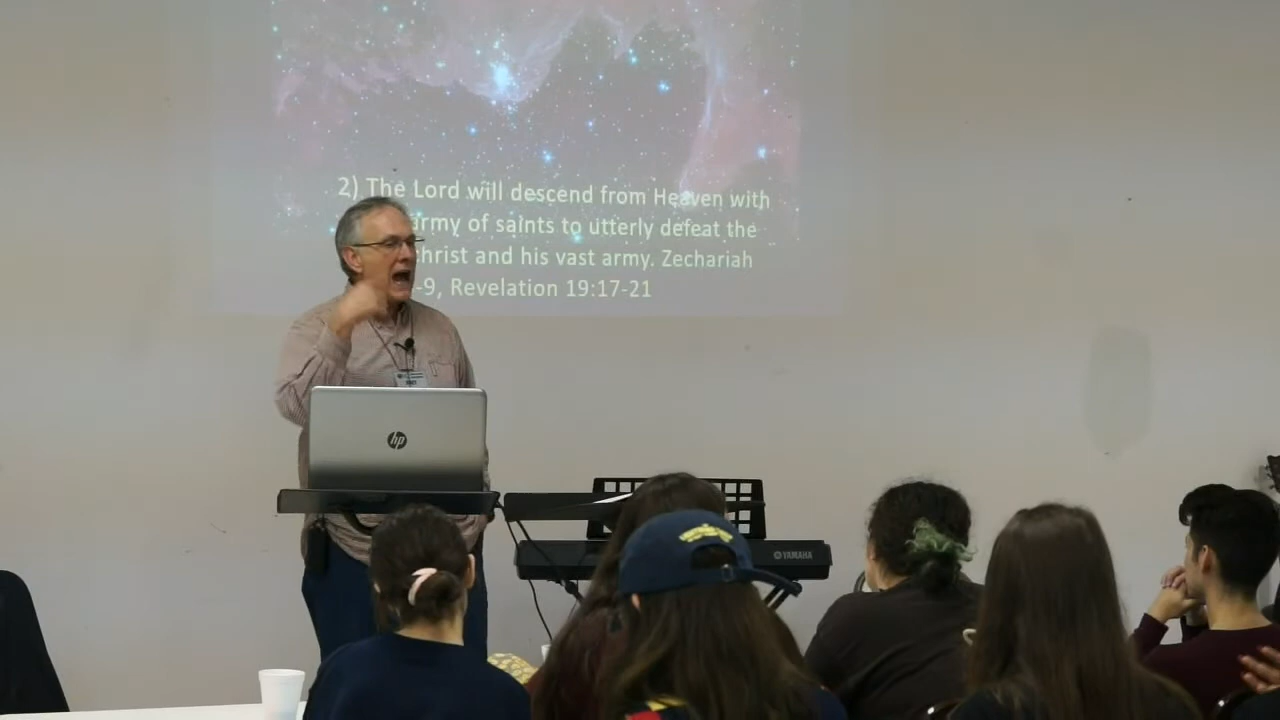 2) The Lord will descend from Heaven with
army of saints to utterly defeat the
christ and his vast army. Zechariah
-9, Revelation 19:17-21
hp
YAMAHA